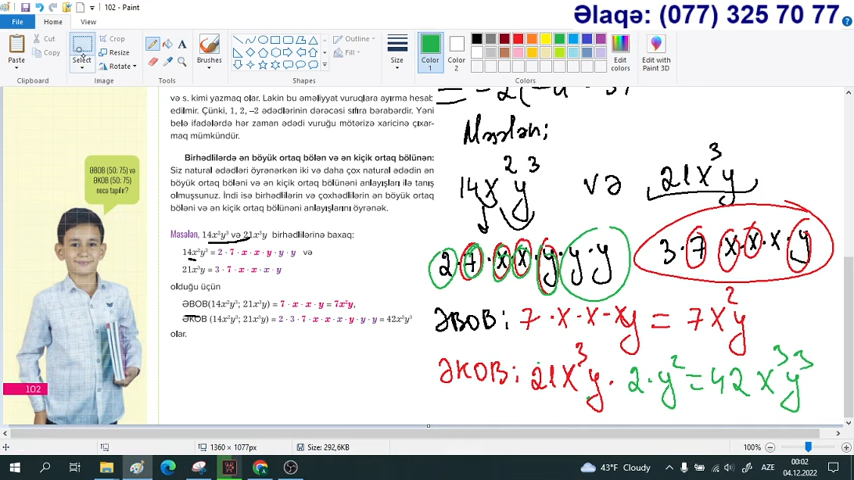 102 - Paint
Əlaqə: (077) 325 70 77
File
Home
View
Cut
Copy
Paste
Clipboard
Crop
Resize
Rotate
Select
Image
Tools
Brushes
Outline
Fill
Shapes
Size
Color 1
Color 2
Colors
Edit colors
Edit with Paint 3D
və s. kimi yazmaq olar. Lakin bu əməliyyat vuruqlara ayırma hesab
edilmir. Çünki, 1, 2, –2 ədədlərinin dərəcəsi sıfıra bərabərdir. Yəni
belə ifadələrdə hər zaman ədədi vuruğu mötərizə xaricinə çıxar-
maq mümkündür.
Birhədlilərdə ən böyük ortaq bölən və ən kiçik ortaq bölünən:
Siz natural ədədləri öyrənərkən iki və daha çox natural ədədin ən
böyük ortaq böləni və ən kiçik ortaq bölünəni anlayışları ilə tanış
olmusunuz. İndi isə birhədlilərin və çoxhədlilərin ən böyük ortaq
böləni və ən kiçik ortaq bölünəni anlayışlarını öyrənək.
Məsələn, 14x²y³ və 21x³y birhədlilərinə baxaq:
14x²y³ = 2 · 7 · x · x · y · y · y və
21x³y = 3 · 7 · x · x · x · y
olduğu üçün
ƏBOB(14x²y³; 21x³y) = 7 · x · x · y = 7x²y,
ƏKOB (14x²y³; 21x³y) = 2 · 3 · 7 · x · x · x · y · y · y = 42x³y³
olar.
ƏBOB (50; 75) və
ƏKOB (50; 75)
necə tapılır?
102
Məsələn;
14x²y³ və 21x³y
2·7·x·x·y·y·y 3·7·x·x·x·y
ƏBOB: 7·x·x·xy = 7x²y
ƏKOB: 21x³y · 2·y² = 42x³y³
1360 × 1077px
Size: 292,6KB
100%
43°F Cloudy
AZE
00:02
04.12.2022